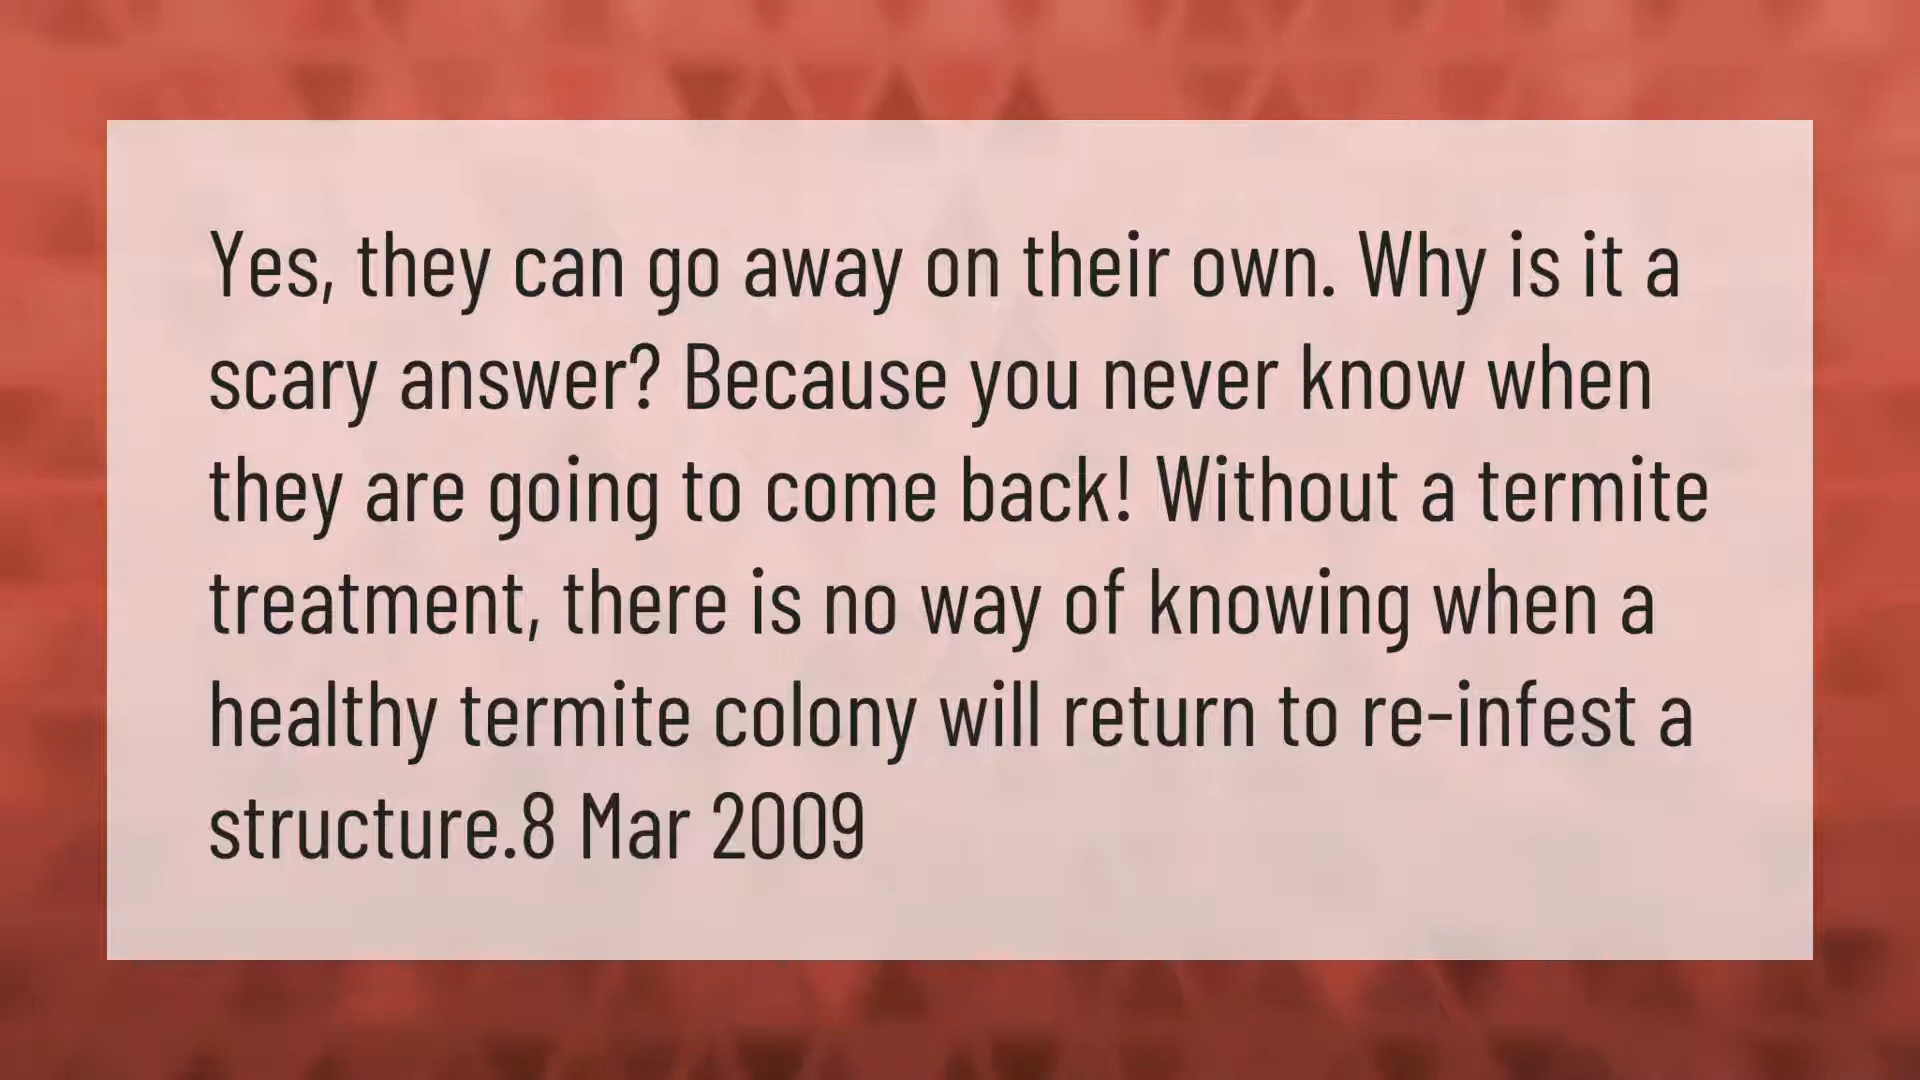 Yes, they can go away on their own. Why is it a
scary answer? Because you never know when
they are going to come back! Without a termite
treatment, there is no way of knowing when a
healthy termite colony will return to re-infest a
structure.8 Mar 2009